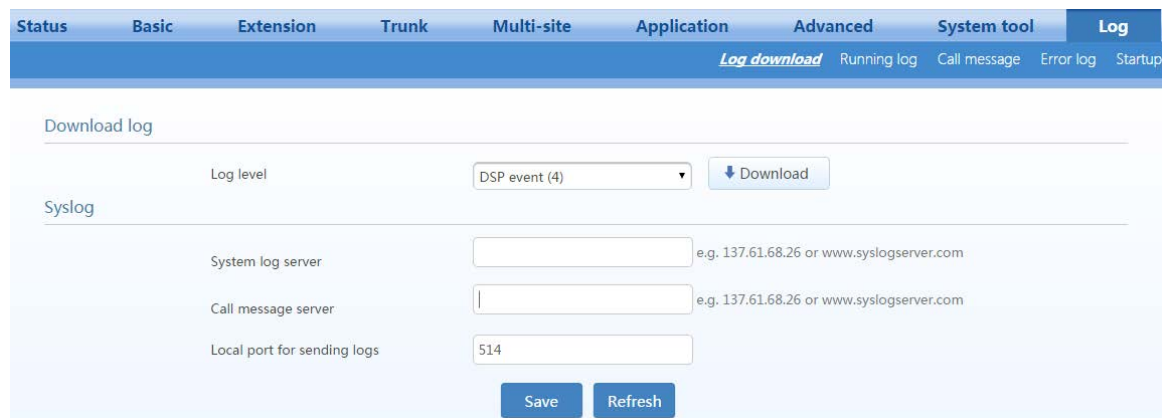 Status Basic Extension Trunk Multi-site Application Advanced System tool Log
Log download Running log Call message Error log Startup
Download log
Log level DSP event (4) Download
Syslog
System log server e.g. 137.61.68.26 or www.syslogserver.com
Call message server e.g. 137.61.68.26 or www.syslogserver.com
Local port for sending logs 514
Save Refresh